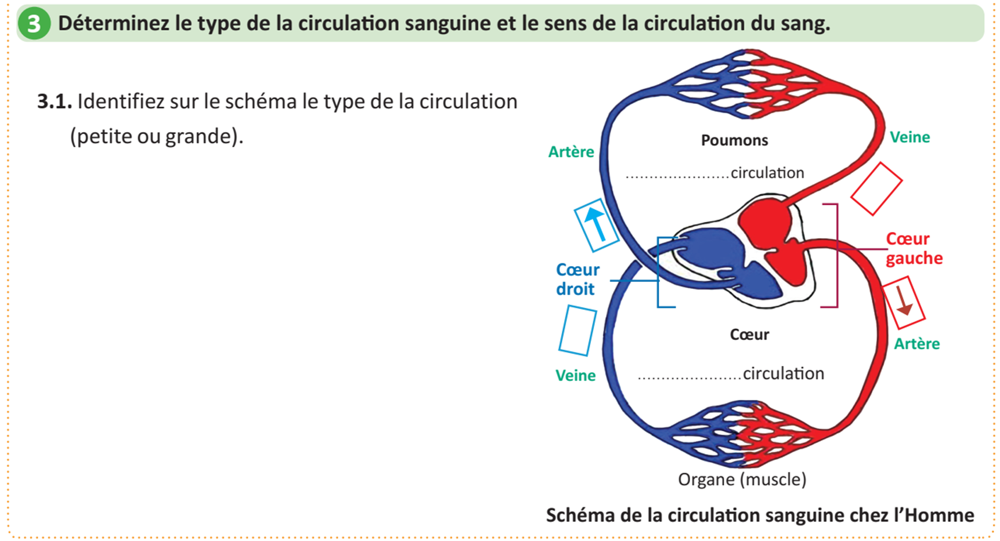 3 Déterminez le type de la circulation sanguine et le sens de la circulation du sang.
3.1. Identifiez sur le schéma le type de la circulation
(petite ou grande).
Poumons
Veine
Artère
......................circulation
Cœur
gauche
Cœur
droit
Cœur
Artère
Veine
......................circulation
Organe (muscle)
Schéma de la circulation sanguine chez l’Homme